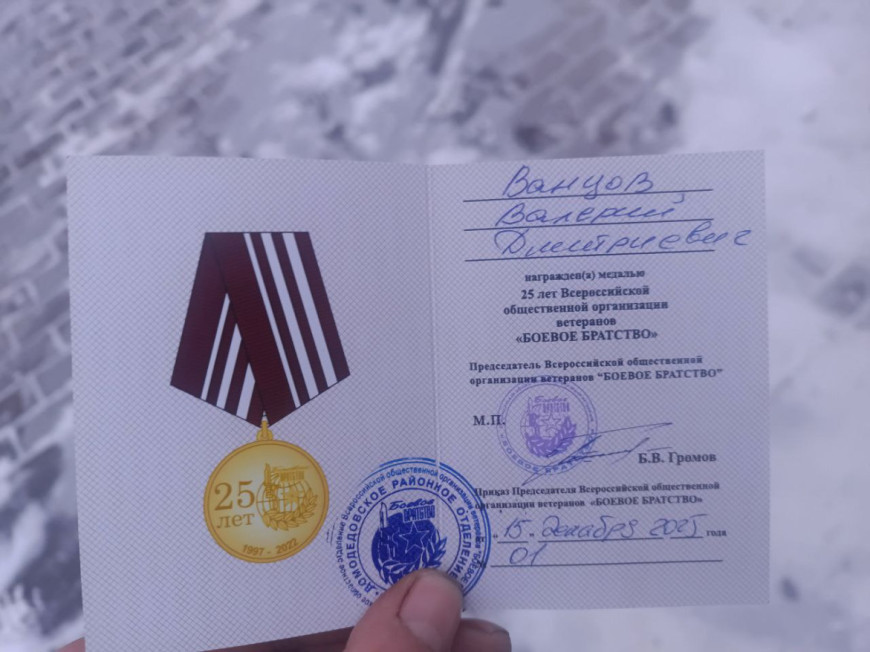 25
лет
1997 - 2022
Ванцов
Валерий
Дмитриевич
награжден(а) медалью
25 лет Всероссийской
общественной организации
ветеранов
«БОЕВОЕ БРАТСТВО»
Председатель Всероссийской общественной
организации ветеранов "БОЕВОЕ БРАТСТВО"
М.П.
Б.В. Громов
Приказ Председателя Всероссийской общественной
организации ветеранов «БОЕВОЕ БРАТСТВО»
" 15 " декабря 2025 года
01
ДОМОДЕДОВСКОЕ РАЙОННОЕ ОТДЕЛЕНИЕ
Боевое
БРАТСТВО